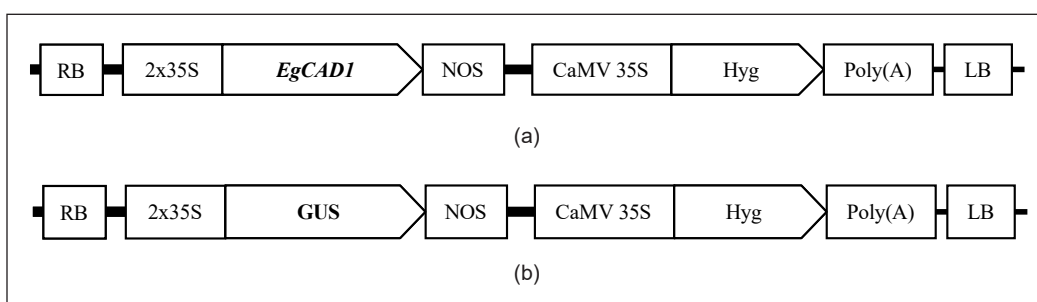 RB 2x35S EgCAD1 NOS CaMV 35S Hyg Poly(A) LB
(a)
RB 2x35S GUS NOS CaMV 35S Hyg Poly(A) LB
(b)